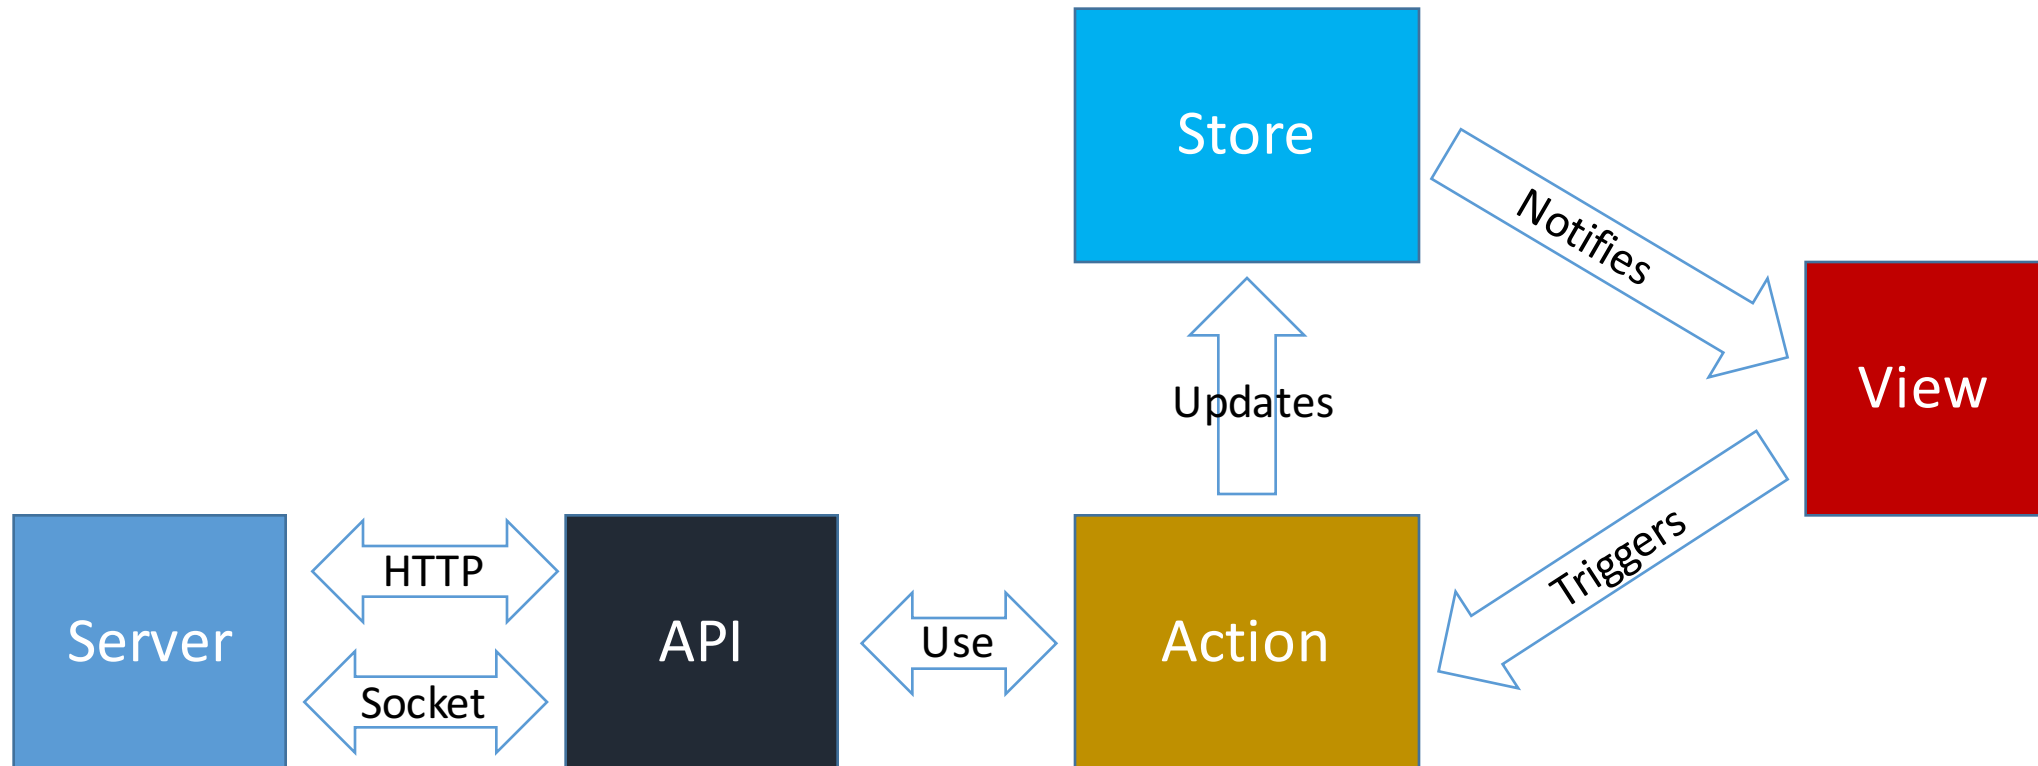 Store
Notifies
View
Updates
Triggers
HTTP
Server
API
Use
Action
Socket